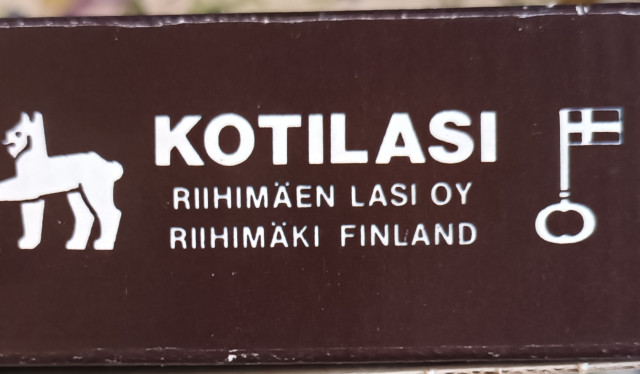 KOTILASI
RIIHIMÄEN LASI OY
RIIHIMÄKI FINLAND